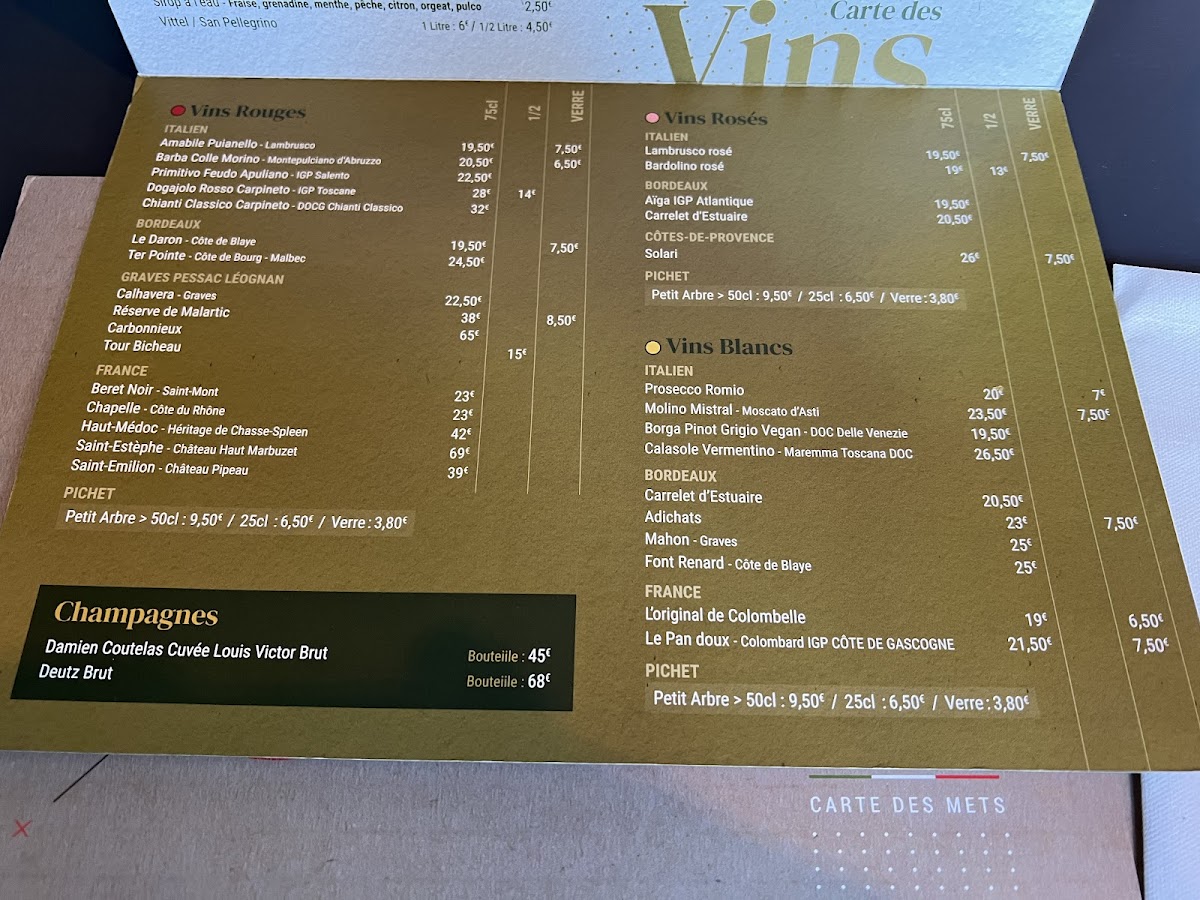 Sirop à l'eau - Fraise, grenadine, menthe, pêche, citron, orgeat, pulco 2,50€
Vittel / San Pellegrino 1 Litre : 6€ / 1/2 Litre : 4,50€
Carte des
Vins
Vins Rouges 75cl 1/2 VERRE
ITALIEN
Amabile Puianello - Lambrusco 19,50€ 7,50€
Barba Colle Morino - Montepulciano d'Abruzzo 20,50€ 6,50€
Primitivo Feudo Apuliano - IGP Salento 22,50€
Dogajolo Rosso Carpineto - IGP Toscane 28€ 14€
Chianti Classico Carpineto - DOCG Chianti Classico 32€
BORDEAUX
Le Daron - Côte de Blaye 19,50€ 7,50€
Ter Pointe - Côte de Bourg - Malbec 24,50€
GRAVES PESSAC LÉOGNAN
Calhavera - Graves 22,50€
Réserve de Malartic 38€ 8,50€
Carbonnieux 65€
Tour Bicheau 15€
FRANCE
Beret Noir - Saint-Mont 23€
Chapelle - Côte du Rhône 23€
Haut-Médoc - Héritage de Chasse-Spleen 42€
Saint-Estèphe - Château Haut Marbuzet 69€
Saint-Emilion - Château Pipeau 39€
PICHET
Petit Arbre > 50cl : 9,50€ / 25cl : 6,50€ / Verre : 3,80€
Champagnes
Damien Coutelas Cuvée Louis Victor Brut Bouteiile : 45€
Deutz Brut Bouteiile : 68€
Vins Rosés 75cl 1/2 VERRE
ITALIEN
Lambrusco rosé 19,50€ 7,50€
Bardolino rosé 19€ 13€
BORDEAUX
Aïga IGP Atlantique 19,50€
Carrelet d'Estuaire 20,50€
CÔTES-DE-PROVENCE
Solari 26€ 7,50€
PICHET
Petit Arbre > 50cl : 9,50€ / 25cl : 6,50€ / Verre : 3,80€
Vins Blancs
ITALIEN
Prosecco Romio 20€ 7€
Molino Mistral - Moscato d'Asti 23,50€ 7,50€
Borga Pinot Grigio Vegan - DOC Delle Venezie 19,50€
Calasole Vermentino - Maremma Toscana DOC 26,50€
BORDEAUX
Carrelet d'Estuaire 20,50€
Adichats 23€ 7,50€
Mahon - Graves 25€
Font Renard - Côte de Blaye 25€
FRANCE
L'original de Colombelle 19€ 6,50€
Le Pan doux - Colombard IGP CÔTE DE GASCOGNE 21,50€ 7,50€
PICHET
Petit Arbre > 50cl : 9,50€ / 25cl : 6,50€ / Verre : 3,80€
CARTE DES METS